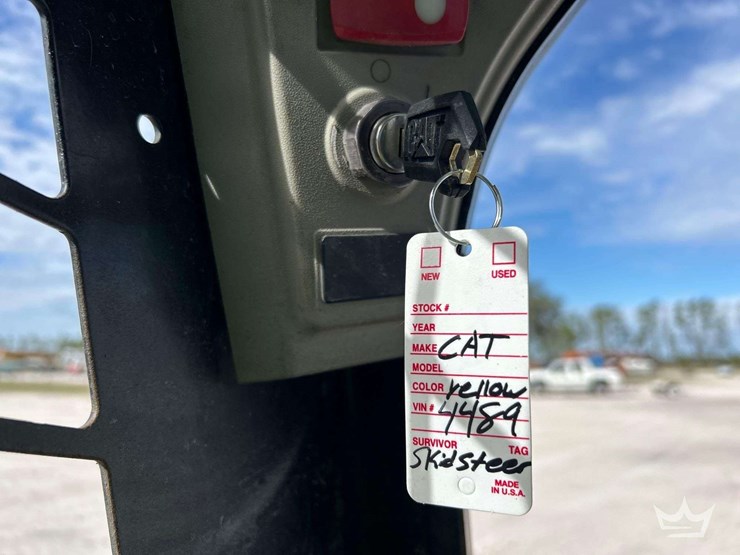 NEW USED
STOCK #
YEAR
MAKE CAT
MODEL
COLOR Yellow
VIN # 4489
SURVIVOR TAG
Skidsteer
MADE
IN U.S.A.